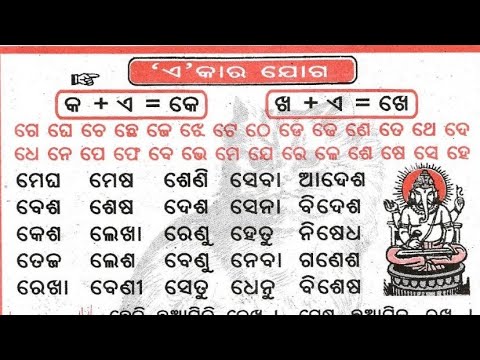 ‘ଏ’ କାର ଯୋଗ
କ + ଏ = କେ ଖ + ଏ = ଖେ
ଗେ ଘେ ଚେ ଛେ ଜେ ଝେ ଟେ ଠେ ଡେ ଢେ ଣେ ତେ ଥେ ଦେ
ଧେ ନେ ପେ ଫେ ବେ ଭେ ମେ ଯେ ରେ ଳେ ଶେ ଷେ ସେ ହେ
ମେଘ ମେଷ ଶେଣି ସେବା ଆଦେଶ
ବେଶ ଶେଷ ଦେଶ ସେନା ବିଦେଶ
କେଶ ଲେଖା ରେଣୁ ହେତୁ ନିଷେଧ
ତେଜ ଲେଶ ବେଣୁ ନେବା ଗଣେଶ
ରେଖା ବେଣୀ ସେତୁ ଧେନୁ ବିଶେଷ